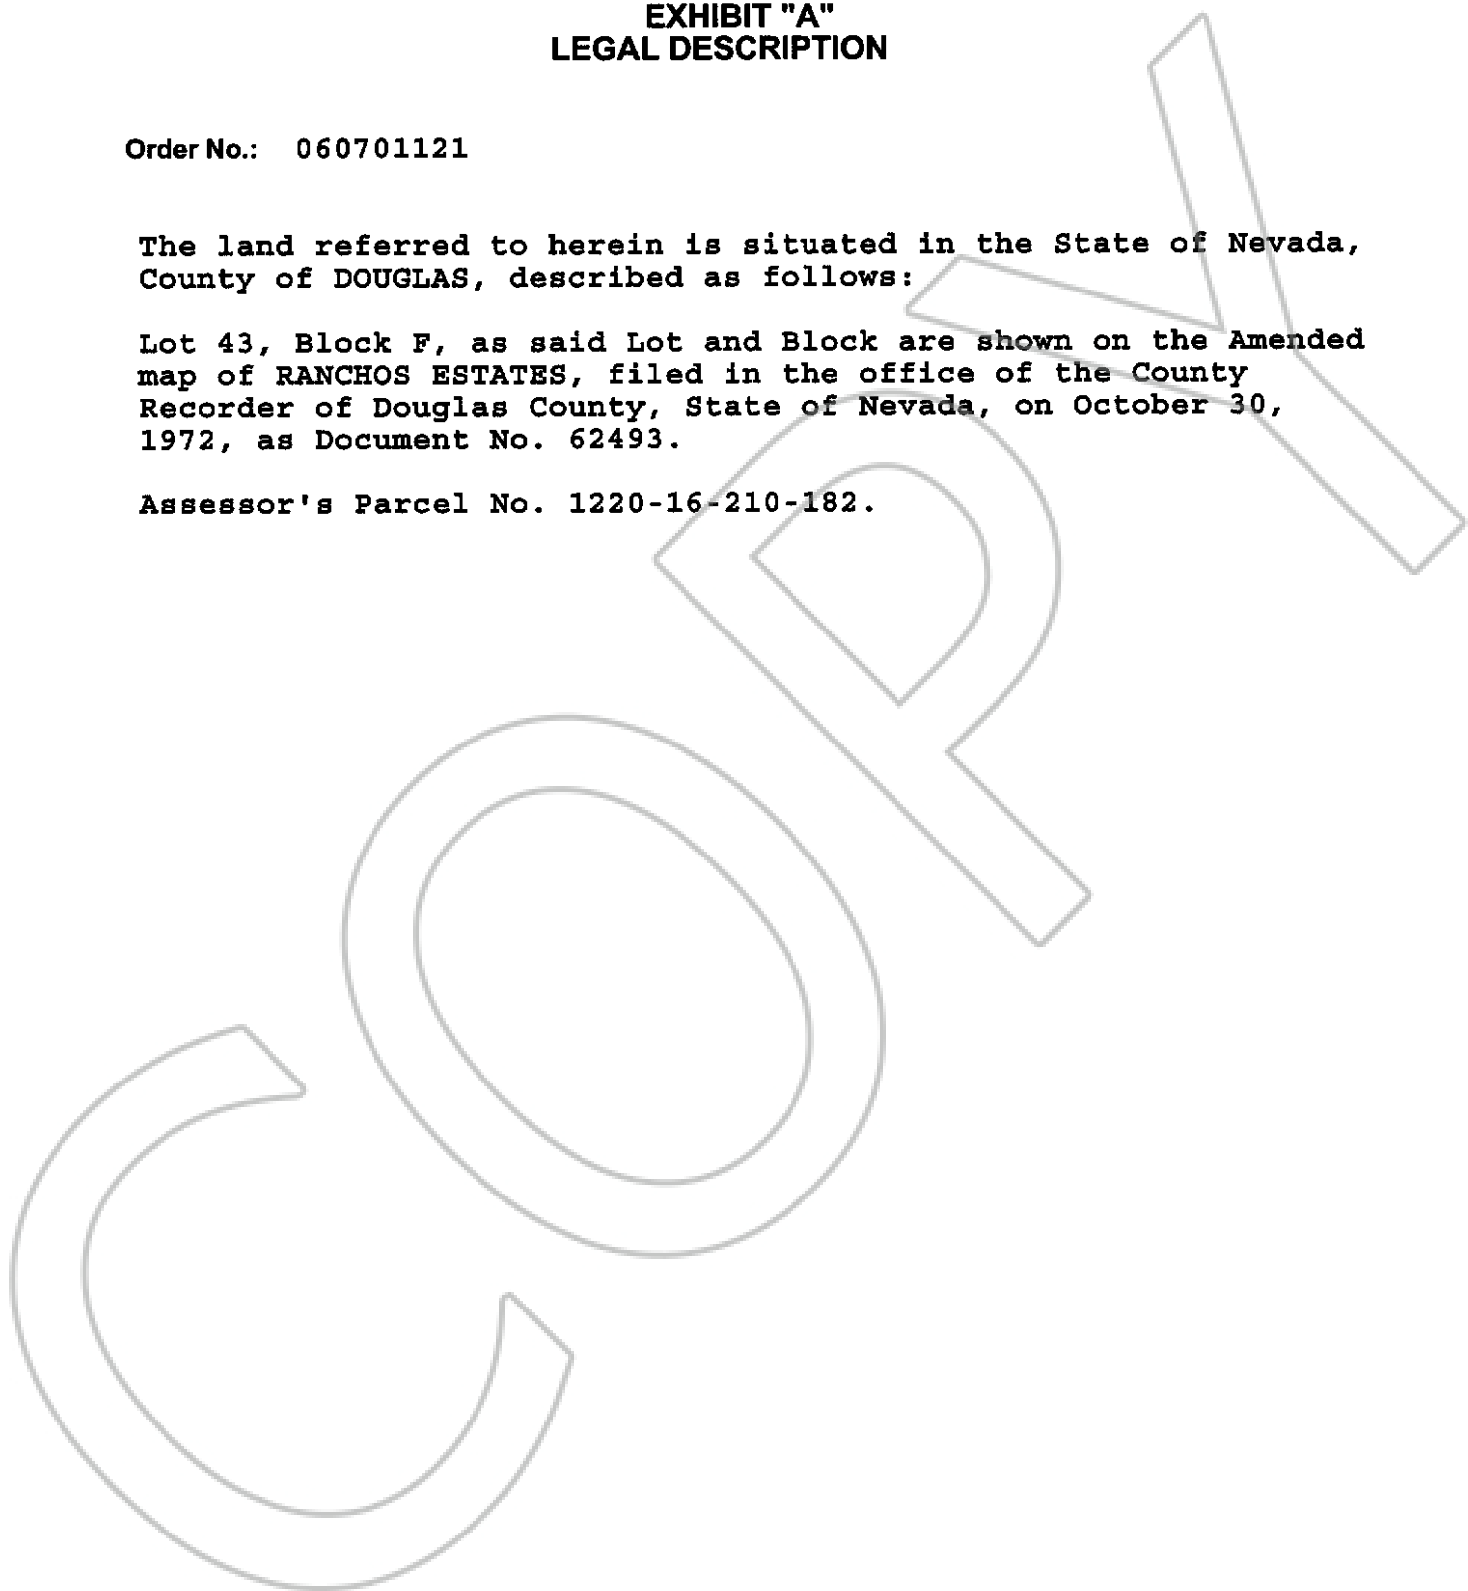 EXHIBIT "A"
LEGAL DESCRIPTION
Order No.: 060701121
The land referred to herein is situated in the State of Nevada,
County of DOUGLAS, described as follows:
Lot 43, Block F, as said Lot and Block are shown on the Amended
map of RANCHOS ESTATES, filed in the office of the County
Recorder of Douglas County, State of Nevada, on October 30,
1972, as Document No. 62493.
Assessor's Parcel No. 1220-16-210-182.
COPY